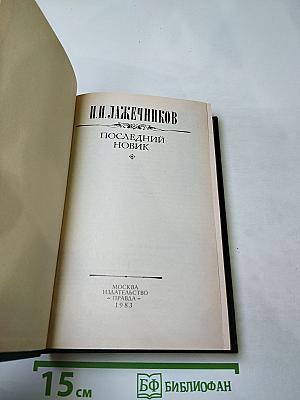 И.И. ЛАЖЕЧНИКОВ
ПОСЛЕДНИЙ
НОВИК
МОСКВА
ИЗДАТЕЛЬСТВО
«ПРАВДА»
1983
15 см
БФ БИБЛИОФАН